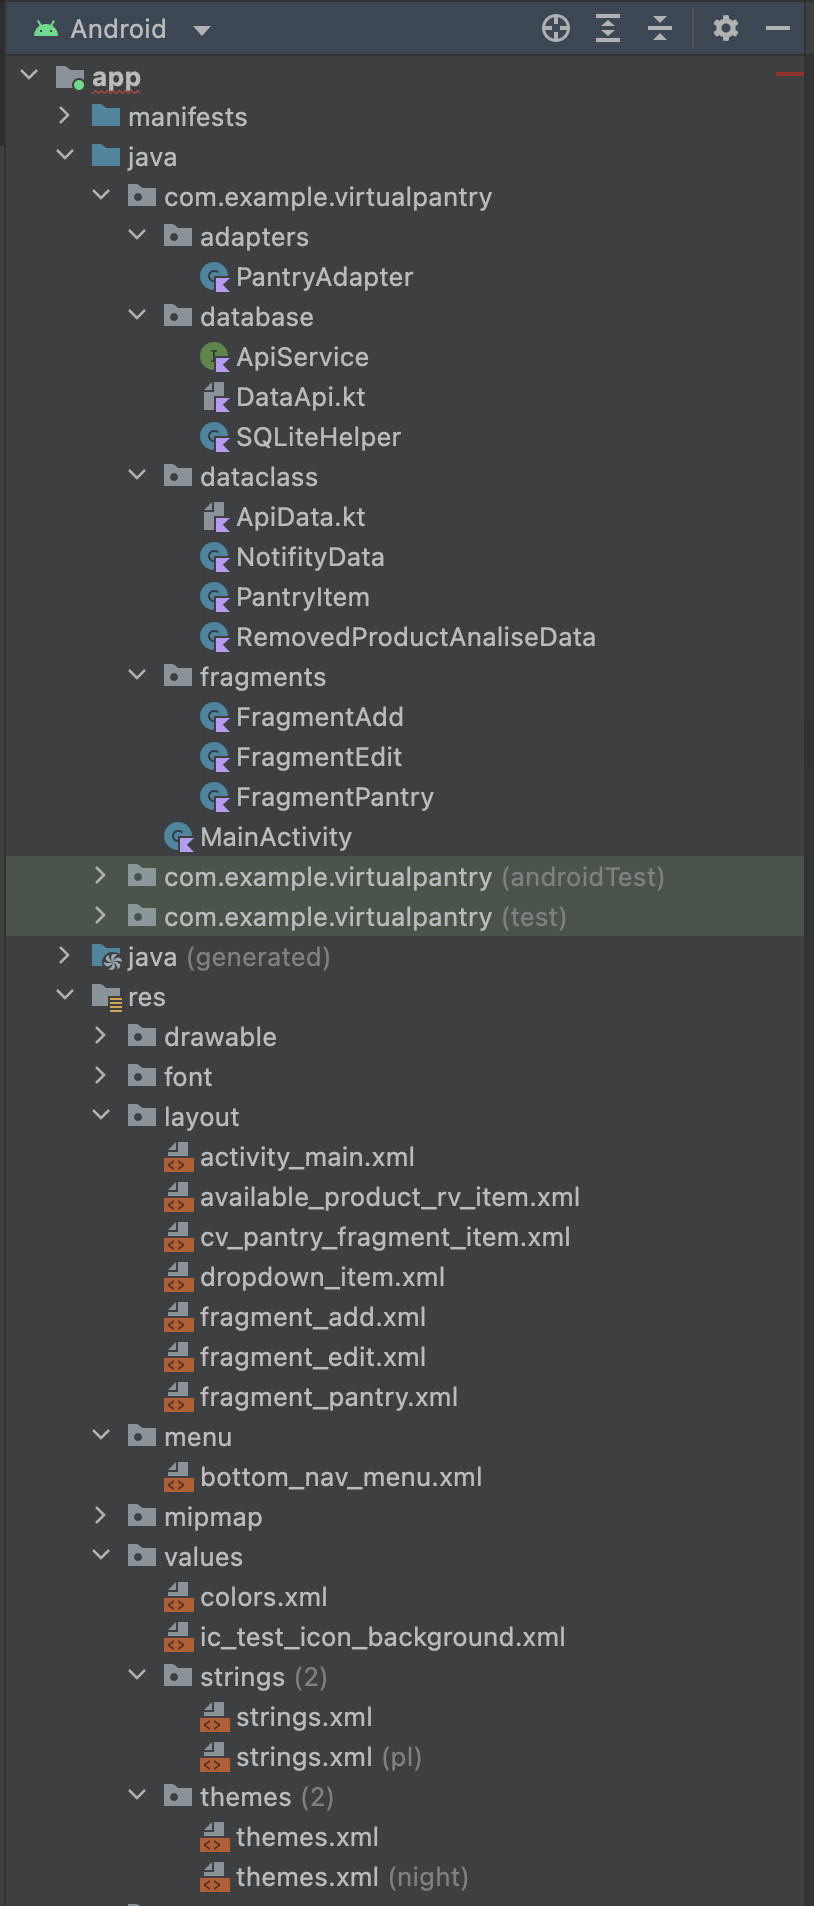 Android
app
manifests
java
com.example.virtualpantry
adapters
PantryAdapter
database
ApiService
DataApi.kt
SQLiteHelper
dataclass
ApiData.kt
NotifityData
PantryItem
RemovedProductAnaliseData
fragments
FragmentAdd
FragmentEdit
FragmentPantry
MainActivity
com.example.virtualpantry (androidTest)
com.example.virtualpantry (test)
java (generated)
res
drawable
font
layout
activity_main.xml
available_product_rv_item.xml
cv_pantry_fragment_item.xml
dropdown_item.xml
fragment_add.xml
fragment_edit.xml
fragment_pantry.xml
menu
bottom_nav_menu.xml
mipmap
values
colors.xml
ic_test_icon_background.xml
strings (2)
strings.xml
strings.xml (pl)
themes (2)
themes.xml
themes.xml (night)